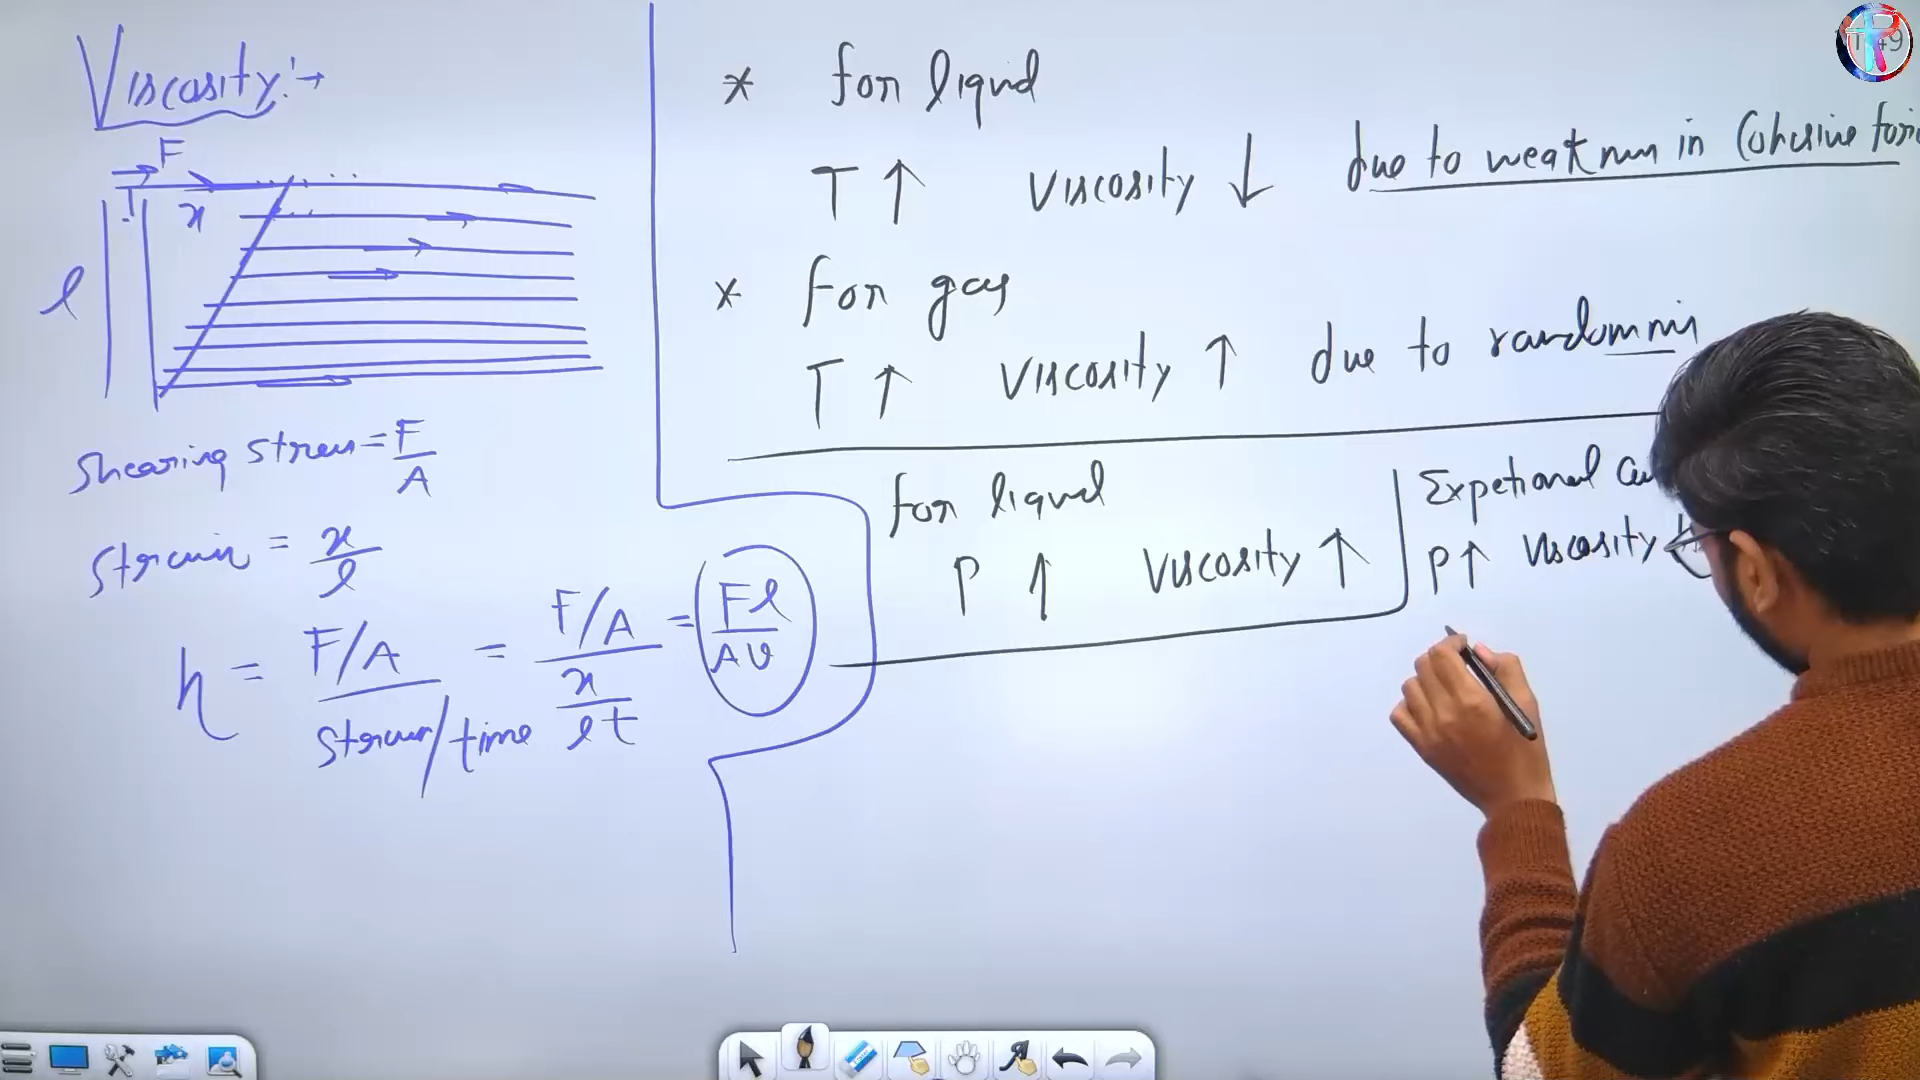 Viscosity:→
F
x
l
Shearing stress = F/A
Strain = x/l
η = F/A / Strain/time = F/A / x/lt = Fl/Av
* for liquid
T ↑ Viscosity ↓ due to weakness in Cohesive
* for gas
T ↑ Viscosity ↑ due to randomness
for liquid
P ↑ Viscosity ↑
Expetional
P ↑ Viscosity